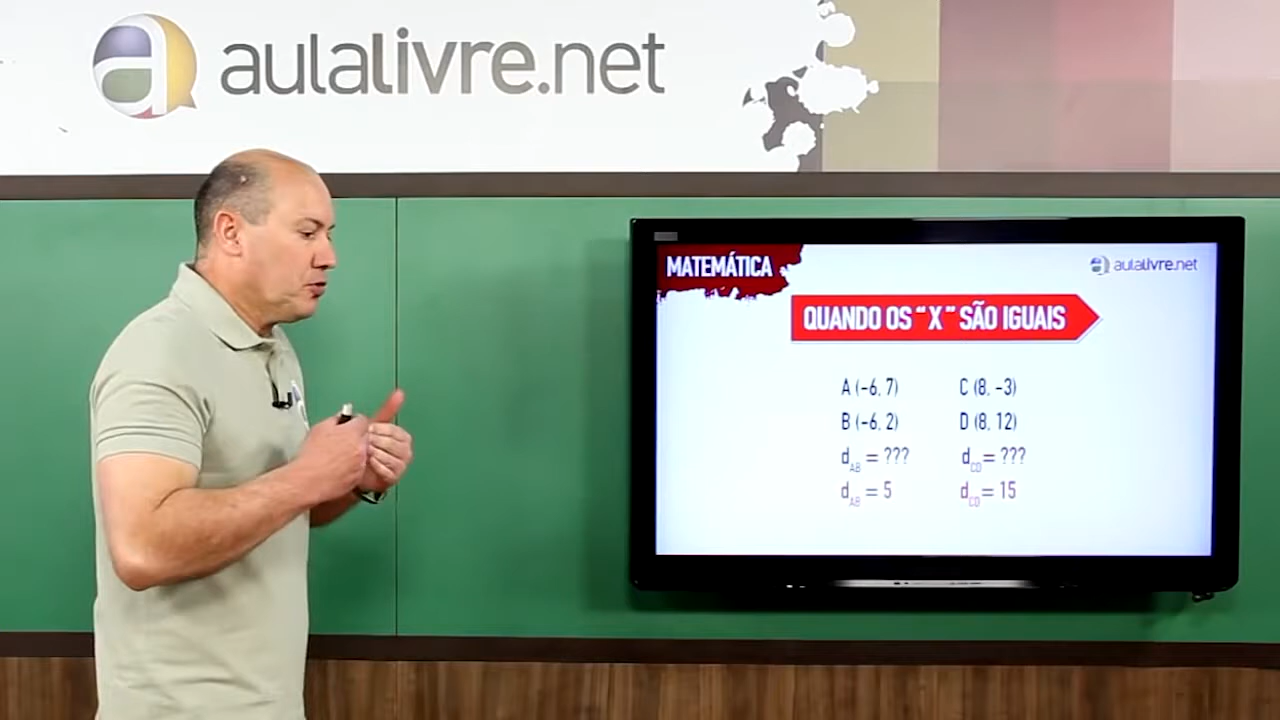 aulalivre.net
MATEMÁTICA
aulalivre.net
QUANDO OS “X” SÃO IGUAIS
A (-6, 7) C (8, -3)
B (-6, 2) D (8, 12)
dAB = ??? dCD = ???
dAB = 5 dCD = 15